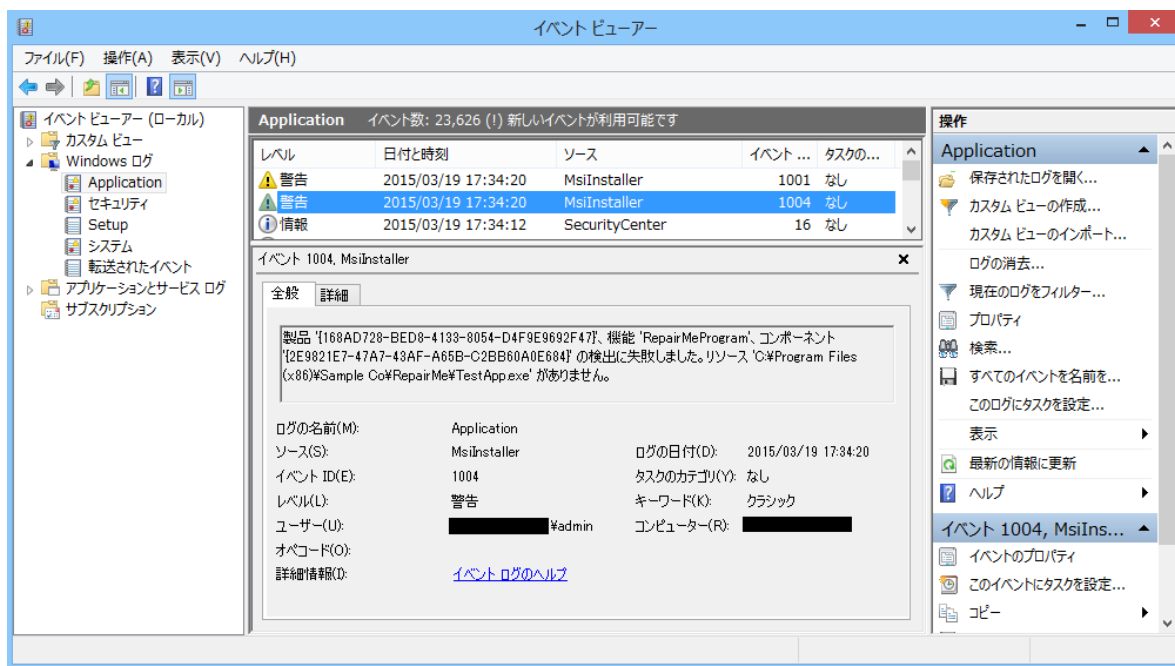 イベント ビューアー
ファイル(F) 操作(A) 表示(V) ヘルプ(H)
イベント ビューアー (ローカル)
カスタム ビュー
Windows ログ
Application
セキュリティ
Setup
システム
転送されたイベント
アプリケーションとサービス ログ
サブスクリプション
Application イベント数: 23,626 (!) 新しいイベントが利用可能です
レベル 日付と時刻 ソース イベント ... タスクの...
警告 2015/03/19 17:34:20 MsiInstaller 1001 なし
警告 2015/03/19 17:34:20 MsiInstaller 1004 なし
情報 2015/03/19 17:34:12 SecurityCenter 16 なし
イベント 1004, MsiInstaller
全般 詳細
製品 '{168AD728-BED8-4133-8054-D4F9E9692F47}'、機能 'RepairMeProgram'、コンポーネント
'{2E9821E7-47A7-43AF-A65B-C2BB60A0E684}' の検出に失敗しました。リソース 'C:¥Program Files
(x86)¥Sample Co¥RepairMe¥TestApp.exe' がありません。
ログの名前(M): Application
ソース(S): MsiInstaller ログの日付(D): 2015/03/19 17:34:20
イベント ID(E): 1004 タスクのカテゴリ(Y): なし
レベル(L): 警告 キーワード(K): クラシック
ユーザー(U): ¥admin コンピューター(R):
オペコード(O):
詳細情報(I): イベント ログのヘルプ
操作
Application
保存されたログを開く...
カスタム ビューの作成...
カスタム ビューのインポート...
ログの消去...
現在のログをフィルター...
プロパティ
検索...
すべてのイベントを名前を...
このログにタスクを設定...
表示
最新の情報に更新
ヘルプ
イベント 1004, MsiIns...
イベントのプロパティ
このイベントにタスクを設定...
コピー